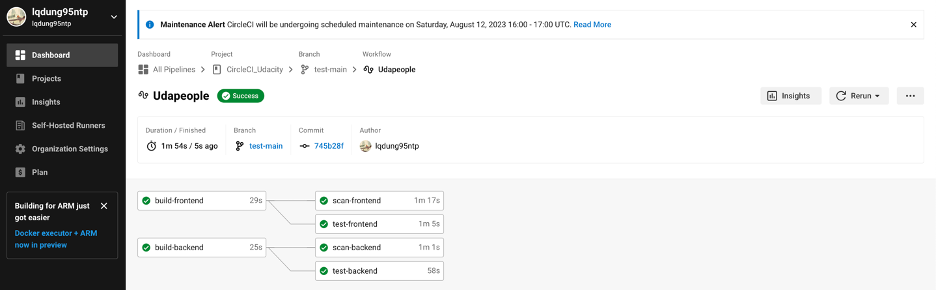 lqdung95ntp
lqdung95ntp
Dashboard
Projects
Insights
Self-Hosted Runners
Organization Settings
Plan
Building for ARM just
got easier
Docker executor + ARM
now in preview
Maintenance Alert CircleCI will be undergoing scheduled maintenance on Saturday, August 12, 2023 16:00 - 17:00 UTC. Read More
Dashboard Project Branch Workflow
All Pipelines CircleCI_Udacity test-main Udapeople
Udapeople Success Insights Rerun
Duration / Finished Branch Commit Author
1m 54s / 5s ago test-main 745b28f lqdung95ntp
build-frontend 29s scan-frontend 1m 17s
test-frontend 1m 5s
build-backend 25s scan-backend 1m 1s
test-backend 58s